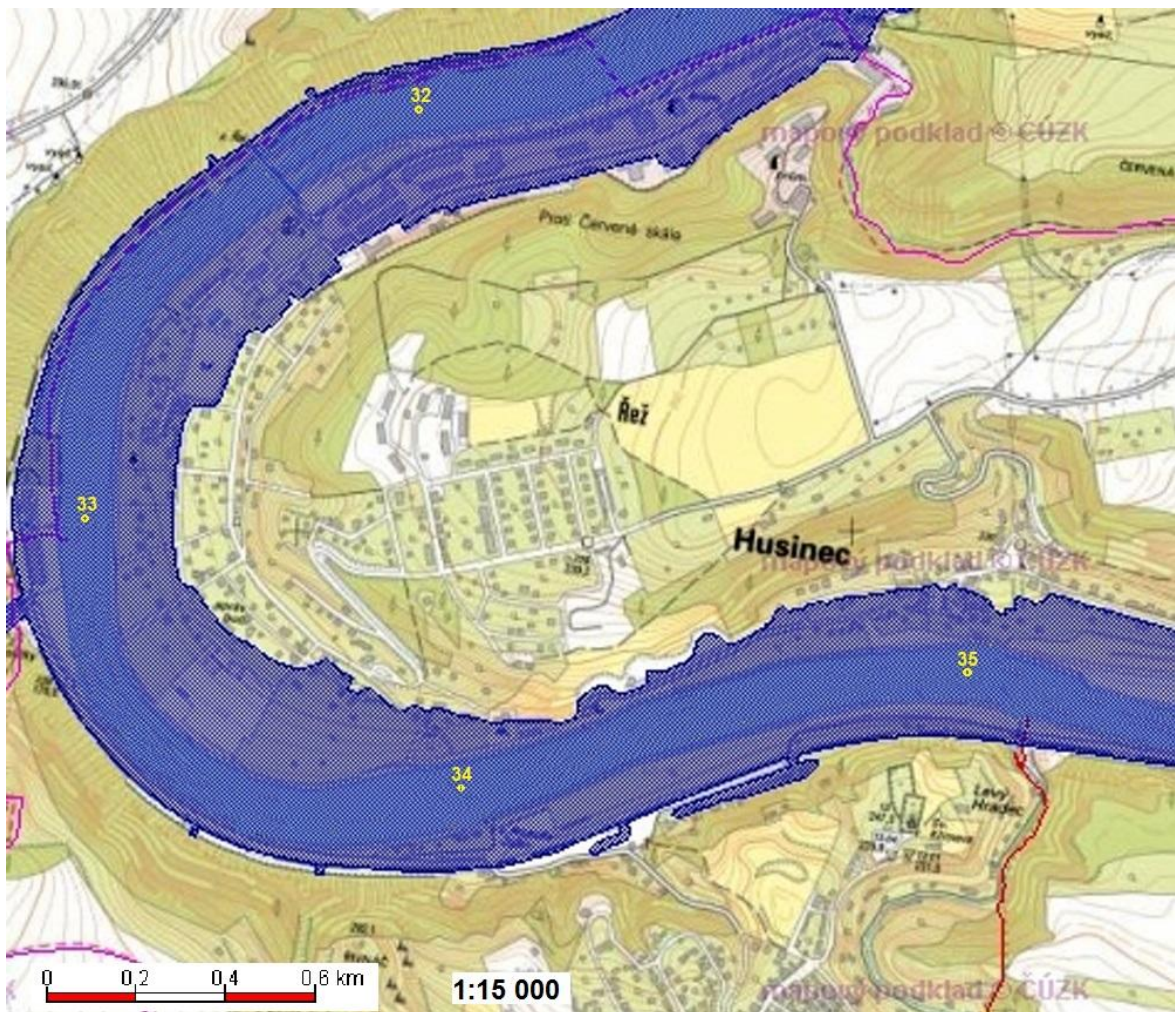 32
mapový podklad © ČÚZK
ČERVENÁ
Proti Červené skále
Řež
33
Husinec
mapový podklad © ČÚZK
35
34
Levý
Hradec
0 0,2 0,4 0,6 km
1:15 000
mapový podklad © ČÚZK